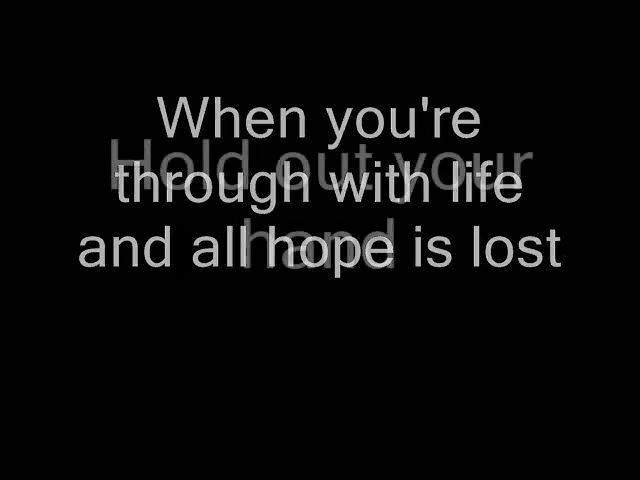 When you're
through with life
and all hope is lost
Hold out your
hand